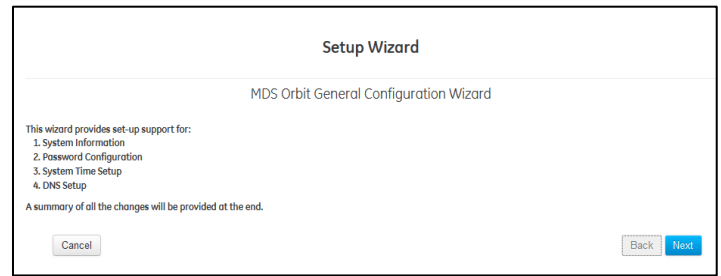 Setup Wizard
MDS Orbit General Configuration Wizard
This wizard provides set-up support for:
1. System Information
2. Password Configuration
3. System Time Setup
4. DNS Setup
A summary of all the changes will be provided at the end.
Cancel Back Next